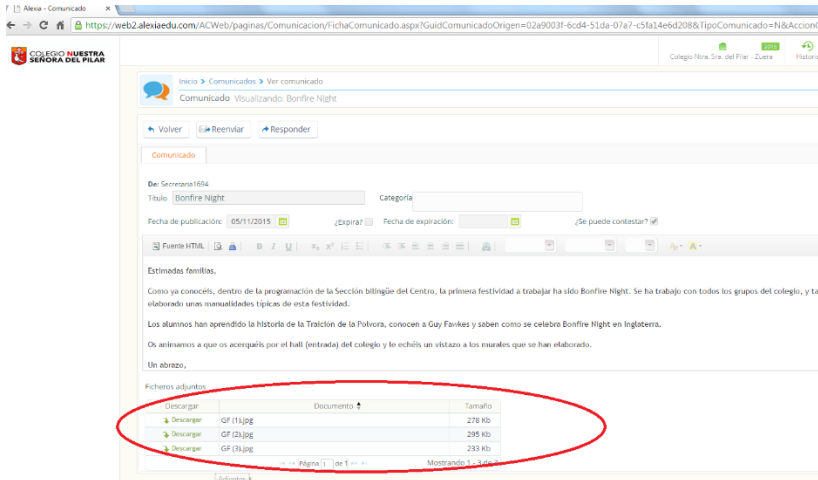 Alexia - Comunicado
https://web2.alexiaedu.com/ACWeb/paginas/Comunicacion/FichaComunicado.aspx?GuidComunicadoOrigen=02a9003f-6cd4-51da-07a7-c5fa14e6d208&TipoComunicado=N&Accion
COLEGIO NUESTRA
SEÑORA DEL PILAR
2015
Colegio Ntra. Sra. del Pilar - Zuera
Inicio > Comunicados > Ver comunicado
Comunicado Visualizando: Bonfire Night
Volver Reenviar Responder
Comunicado
De: Secretaria1694
Título Bonfire Night Categoría
Fecha de publicación: 05/11/2015 ¿Expira? Fecha de expiración: ¿Se puede contestar?
Fuente HTML B I U
Estimadas familias,
Como ya conocéis, dentro de la programación de la Sección bilingüe del Centro, la primera festividad a trabajar ha sido Bonfire Night. Se ha trabajo con todos los grupos del colegio, y ta
elaborado unas manualidades típicas de esta festividad.
Los alumnos han aprendido la historia de la Traición de la Polvora, conocen a Guy Fawkes y saben como se celebra Bonfire Night en Inglaterra.
Os animamos a que os acerquéis por el hall (entrada) del colegio y le echéis un vistazo a los murales que se han elaborado.
Un abrazo,
Ficheros adjuntos
Descargar Documento Tamaño
Descargar GF (1).jpg 278 Kb
Descargar GF (2).jpg 295 Kb
Descargar GF (3).jpg 233 Kb
Página 1 de 1 Mostrando 1 - 3 de 3